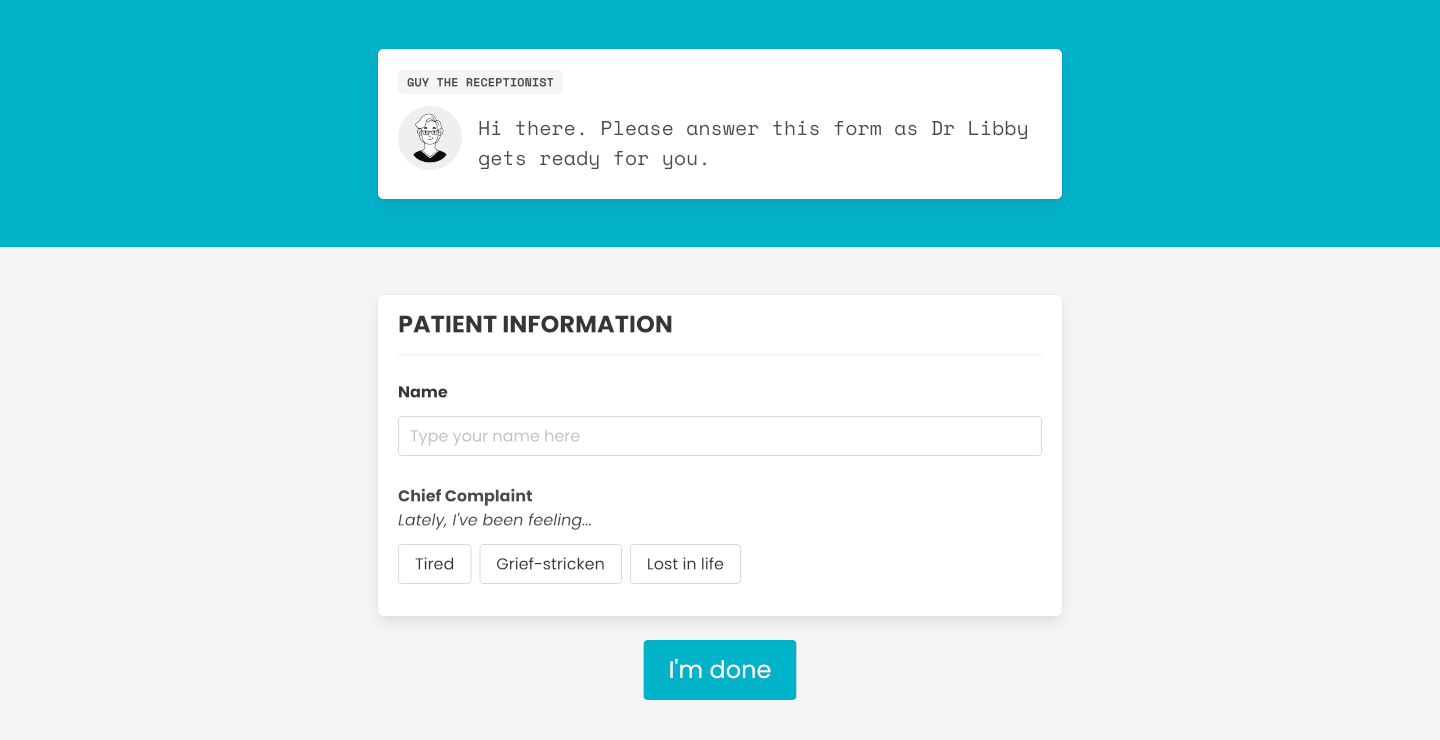 GUY THE RECEPTIONIST
Hi there. Please answer this form as Dr Libby
gets ready for you.
PATIENT INFORMATION
Name
Type your name here
Chief Complaint
Lately, I've been feeling...
Tired Grief-stricken Lost in life
I'm done